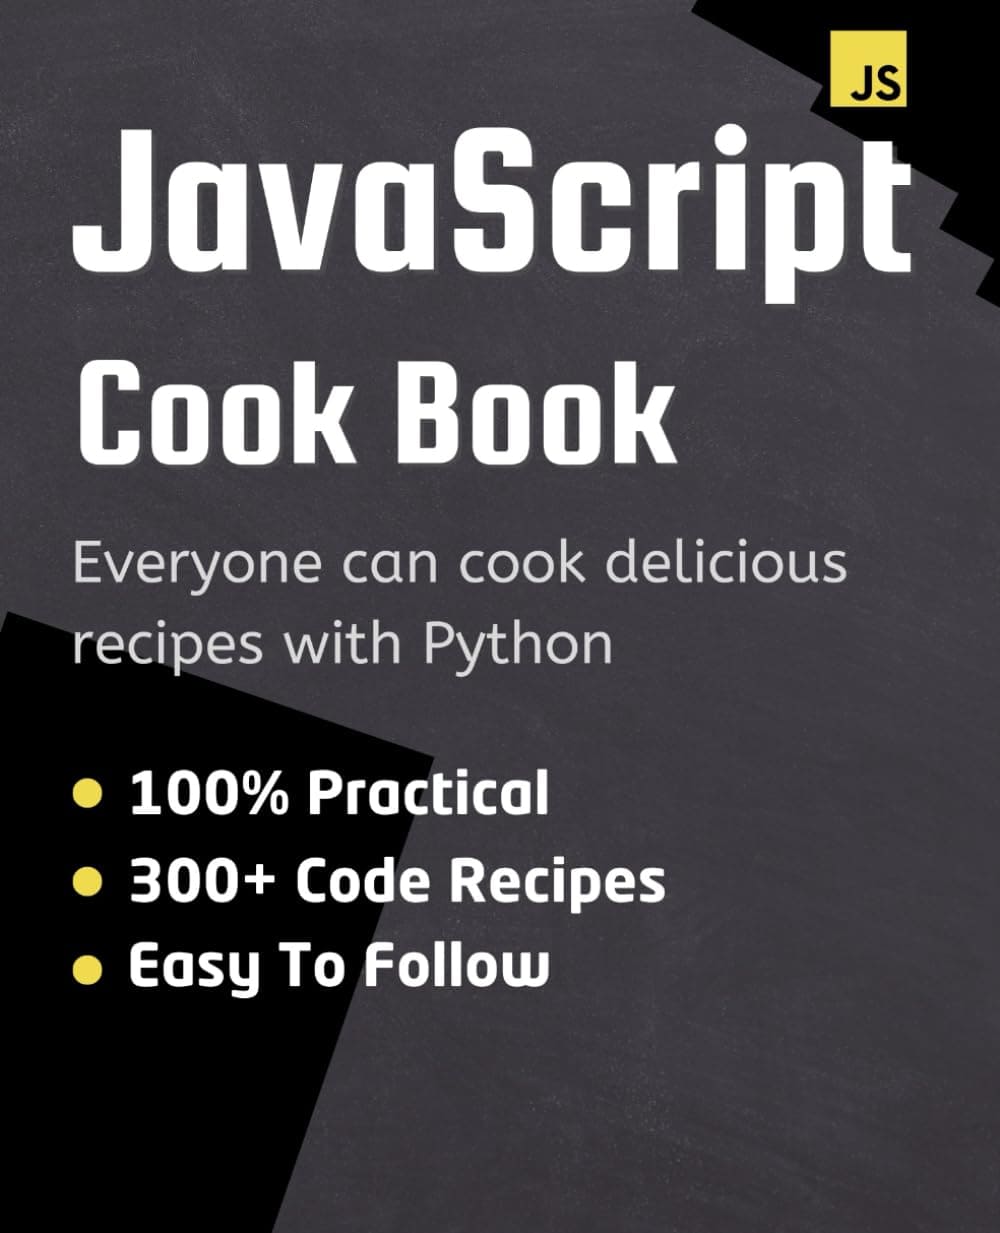 JS
JavaScript
Cook Book
Everyone can cook delicious
recipes with Python
100% Practical
300+ Code Recipes
Easy To Follow